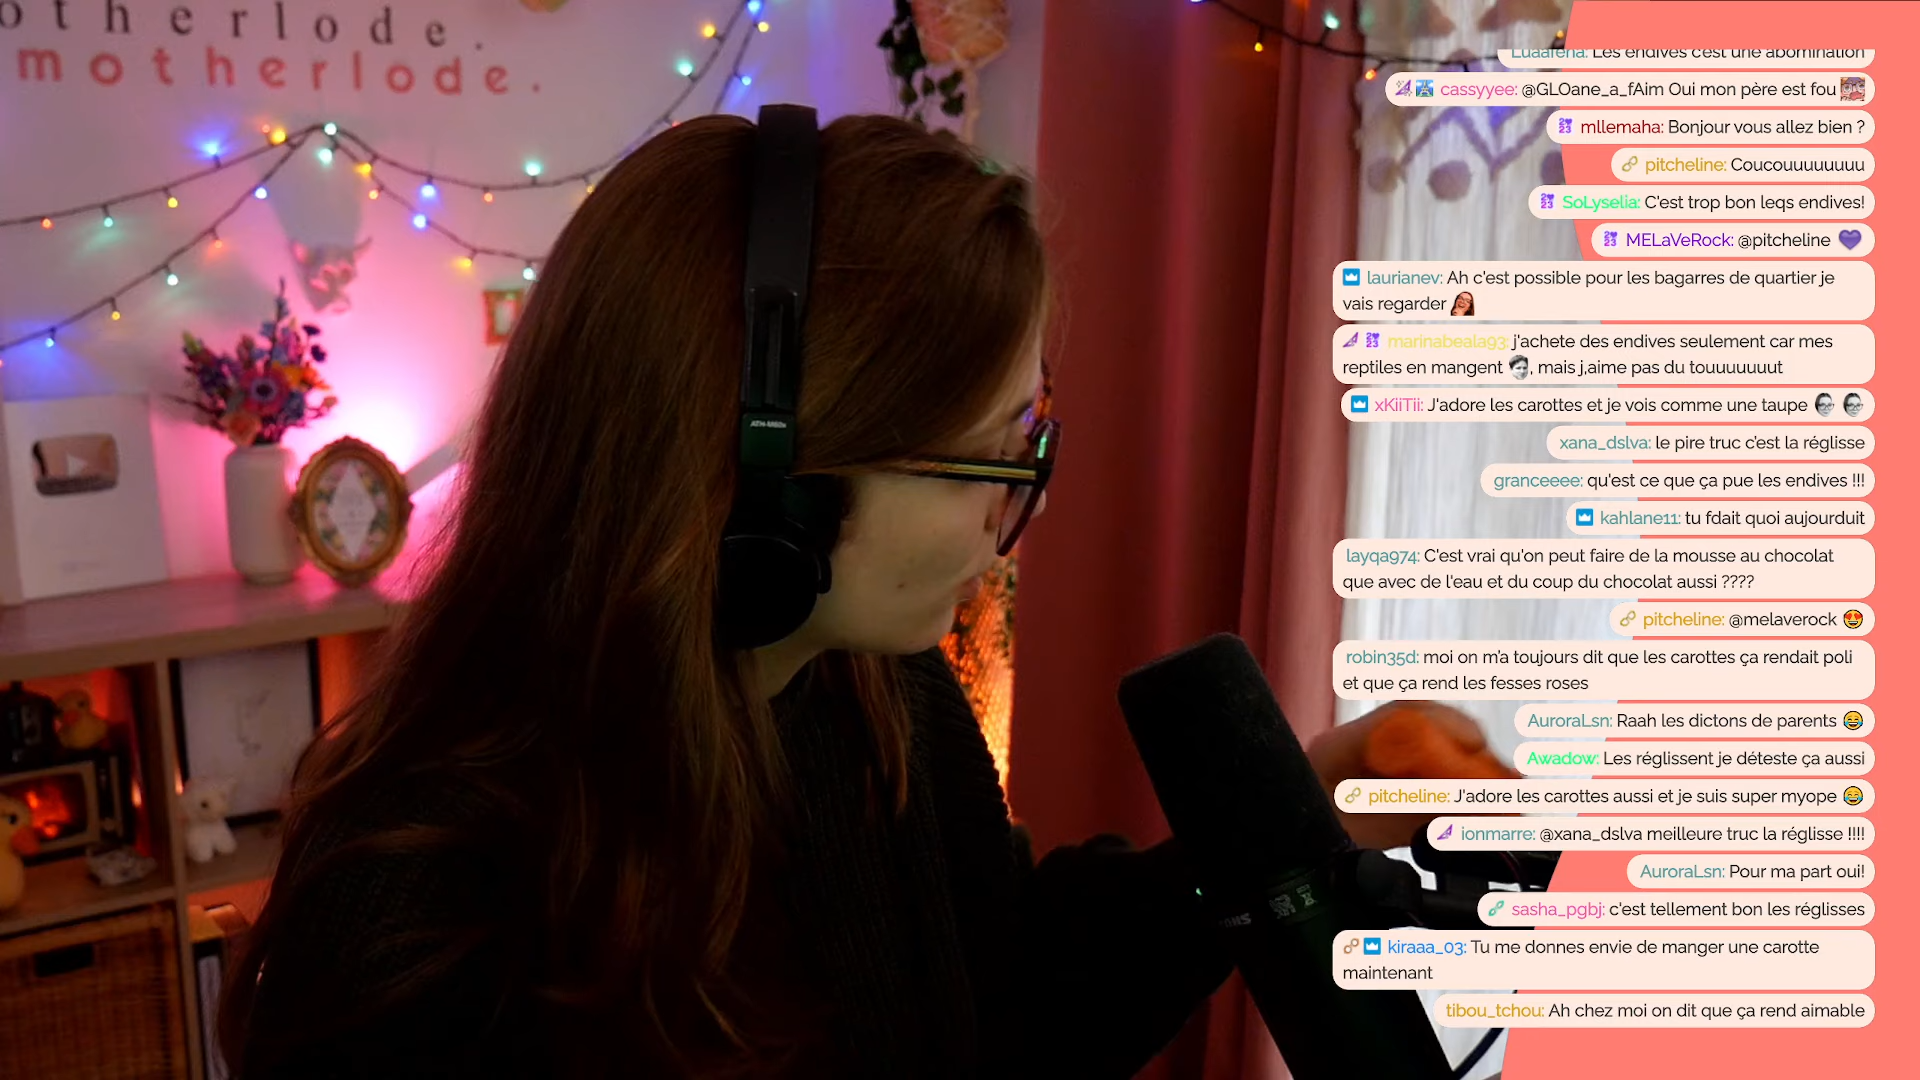 otherlode.
motherlode.
ATH-M60x
Luaarena: Les endives c'est une abomination
cassyyee: @GLOane_a_fAim Oui mon père est fou
mllemaha: Bonjour vous allez bien ?
pitcheline: Coucouuuuuuuu
SoLyselia: C'est trop bon leqs endives!
MELaVeRock: @pitcheline 💜
laurianev: Ah c'est possible pour les bagarres de quartier je
vais regarder
marinabeala93: j'achete des endives seulement car mes
reptiles en mangent , mais j,aime pas du touuuuuuut
xKiiTii: J'adore les carottes et je vois comme une taupe
xana_dslva: le pire truc c'est la réglisse
granceeee: qu'est ce que ça pue les endives !!!
kahlane11: tu fdait quoi aujourduit
layqa974: C'est vrai qu'on peut faire de la mousse au chocolat
que avec de l'eau et du coup du chocolat aussi ????
pitcheline: @melaverock 😍
robin35d: moi on m'a toujours dit que les carottes ça rendait poli
et que ça rend les fesses roses
AuroraLsn: Raah les dictons de parents 😂
Awadow: Les réglissent je déteste ça aussi
pitcheline: J'adore les carottes aussi et je suis super myope 😂
ionmarre: @xana_dslva meilleure truc la réglisse !!!!
AuroraLsn: Pour ma part oui!
sasha_pgbj: c'est tellement bon les réglisses
kiraaa_03: Tu me donnes envie de manger une carotte
maintenant
tibou_tchou: Ah chez moi on dit que ça rend aimable